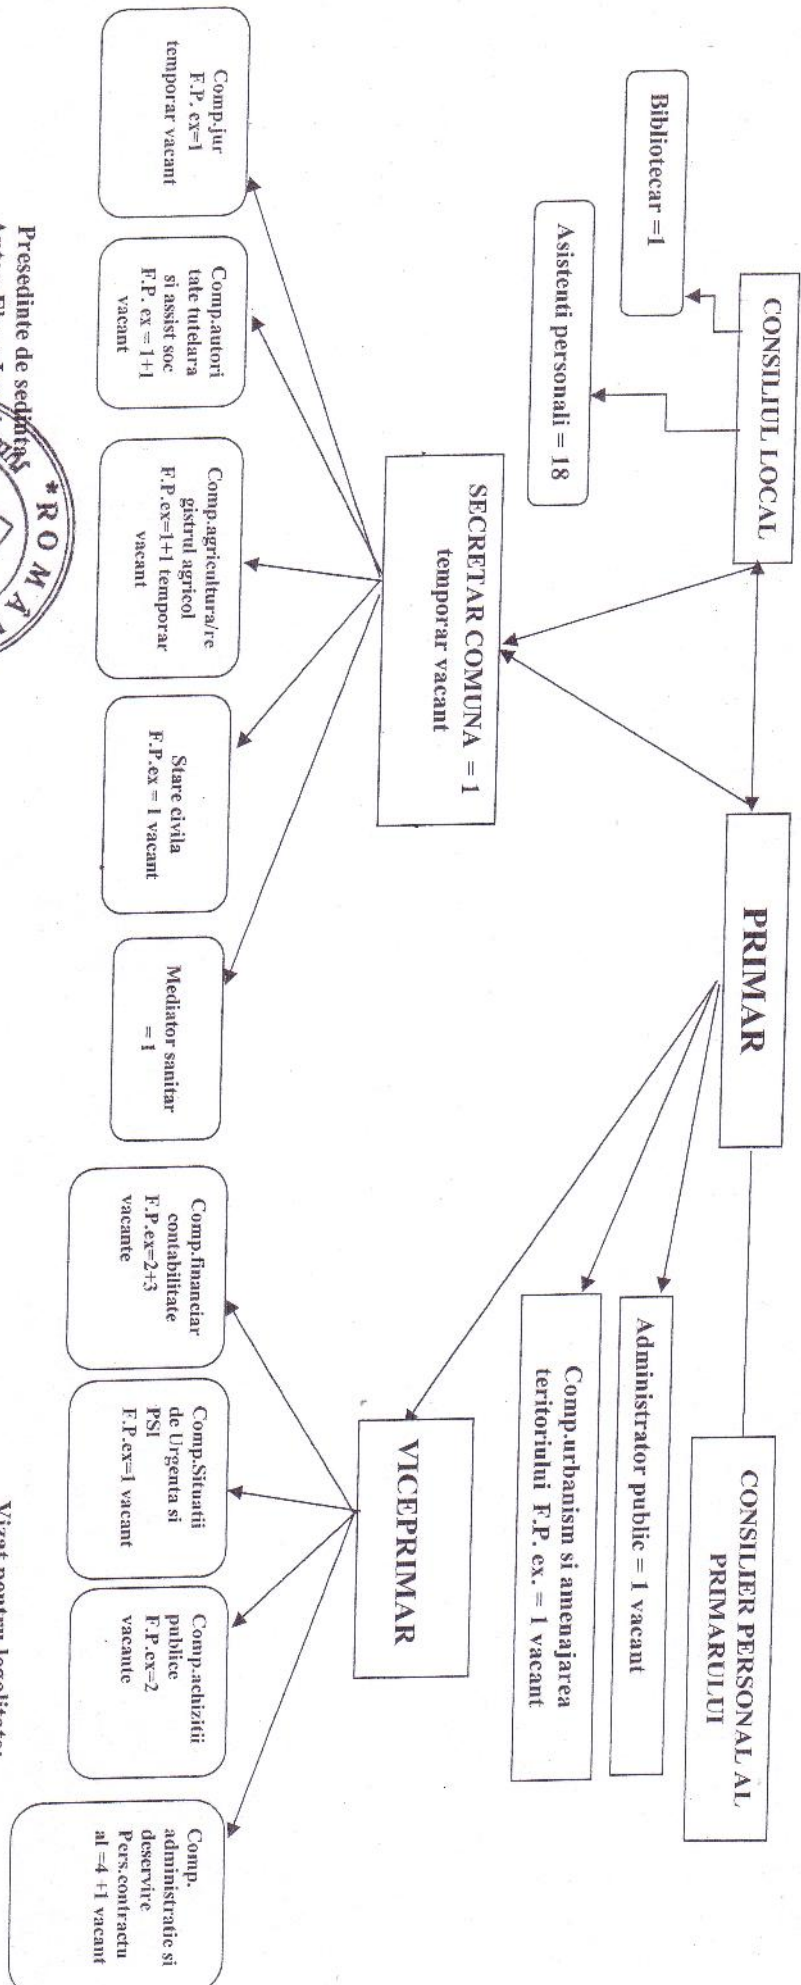 CONSILIUL LOCAL
PRIMAR
CONSILIER PERSONAL AL
PRIMARULUI
Bibliotecar =1
Administrator public = 1 vacant
Asistenti personali = 18
Comp.urbanism si amenajarea
teritoriului F.P. ex. = 1 vacant
SECRETAR COMUNA = 1
temporar vacant
VICEPRIMAR
Comp.jur
F.P. ex=1
temporar vacant
Comp.autori
tate tutelara
si assist soc
F.P. ex = 1+1
vacant
Comp.agricultura/re
gistrul agricol
F.P.ex=1+1 temporar
vacant
Stare civila
F.P.ex = 1 vacant
Mediator sanitar
= 1
Comp.financiar
contabilitate
F.P.ex=2+3
vacante
Comp.Situatii
de Urgenta si
PSI
F.P.ex=1 vacant
Comp.achizitii
publice
F.P.ex=2
vacante
Comp.
administratic si
deservire
Pers.contractu
al =4 +1 vacant
Presedinte de sedinta
Vizat pentru legalitate: